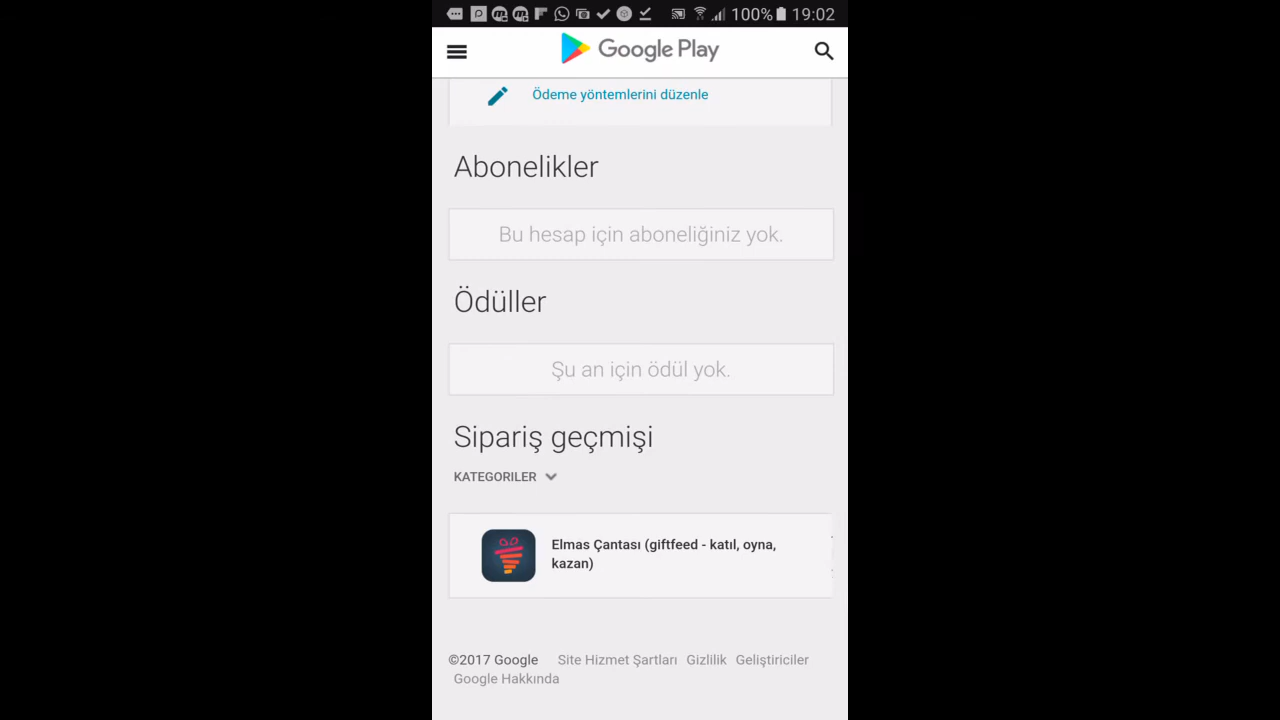 100% 19:02
Google Play
Ödeme yöntemlerini düzenle
Abonelikler
Bu hesap için aboneliğiniz yok.
Ödüller
Şu an için ödül yok.
Sipariş geçmişi
KATEGORILER
Elmas Çantası (giftfeed - katıl, oyna,
kazan)
©2017 Google Site Hizmet Şartları Gizlilik Geliştiriciler
Google Hakkında